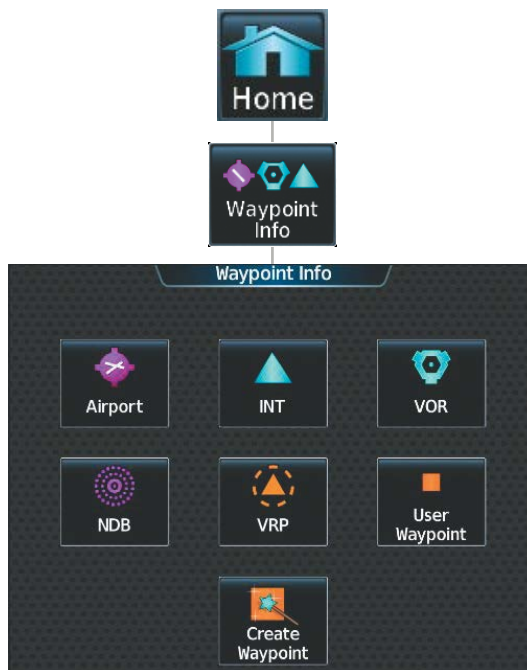 Home
Waypoint
Info
Waypoint Info
Airport
INT
VOR
NDB
VRP
User
Waypoint
Create
Waypoint